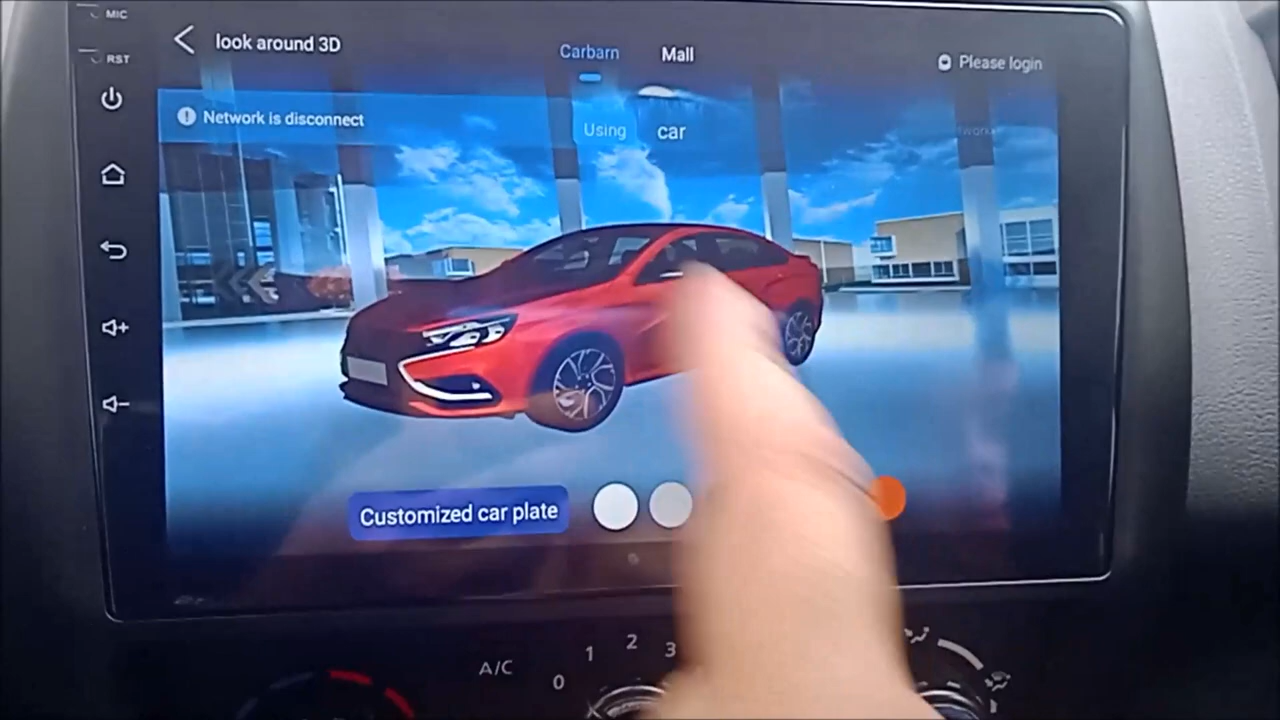 MIC
look around 3D
Carbarn
Mall
RST
Please login
Network is disconnect
Using
car
Customized car plate
A/C
0
1
2
3